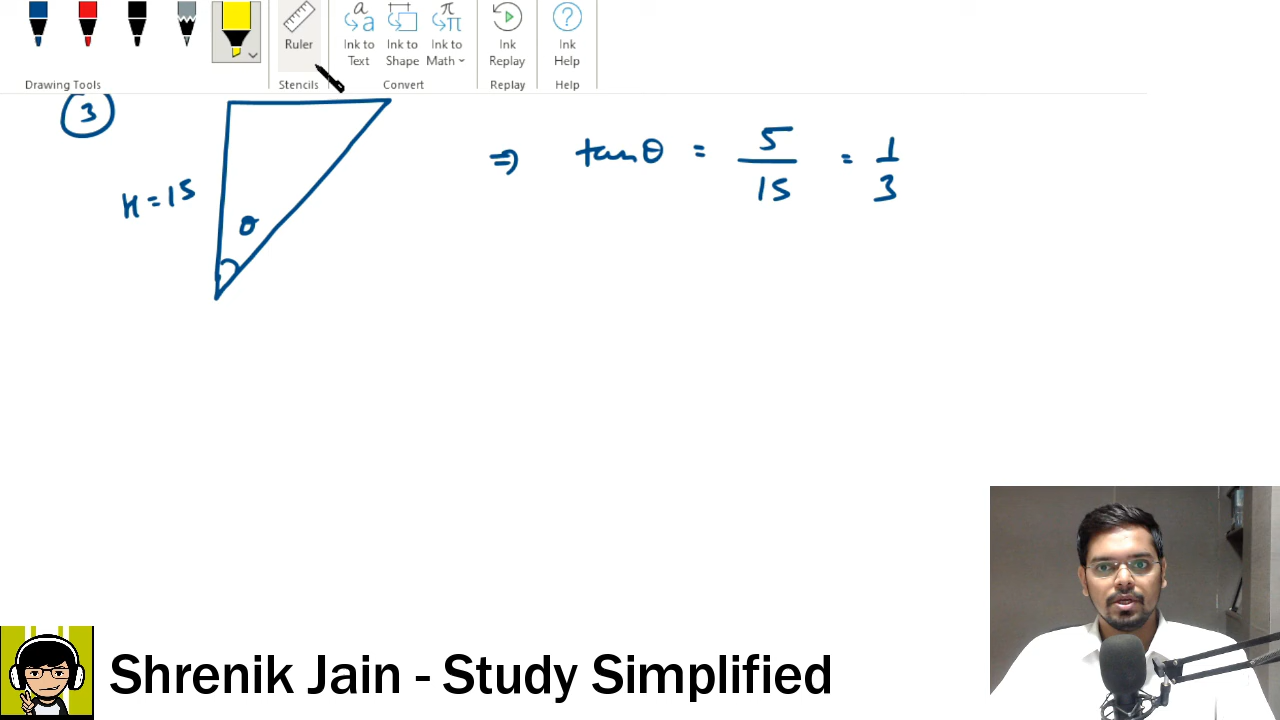 Ruler
Ink to
Text
Ink to
Shape
Ink to
Math
Ink
Replay
Ink
Help
Drawing Tools
Stencils
Convert
Replay
Help
3
H = 15
θ
⇒ tanθ = 5/15 = 1/3
Shrenik Jain - Study Simplified